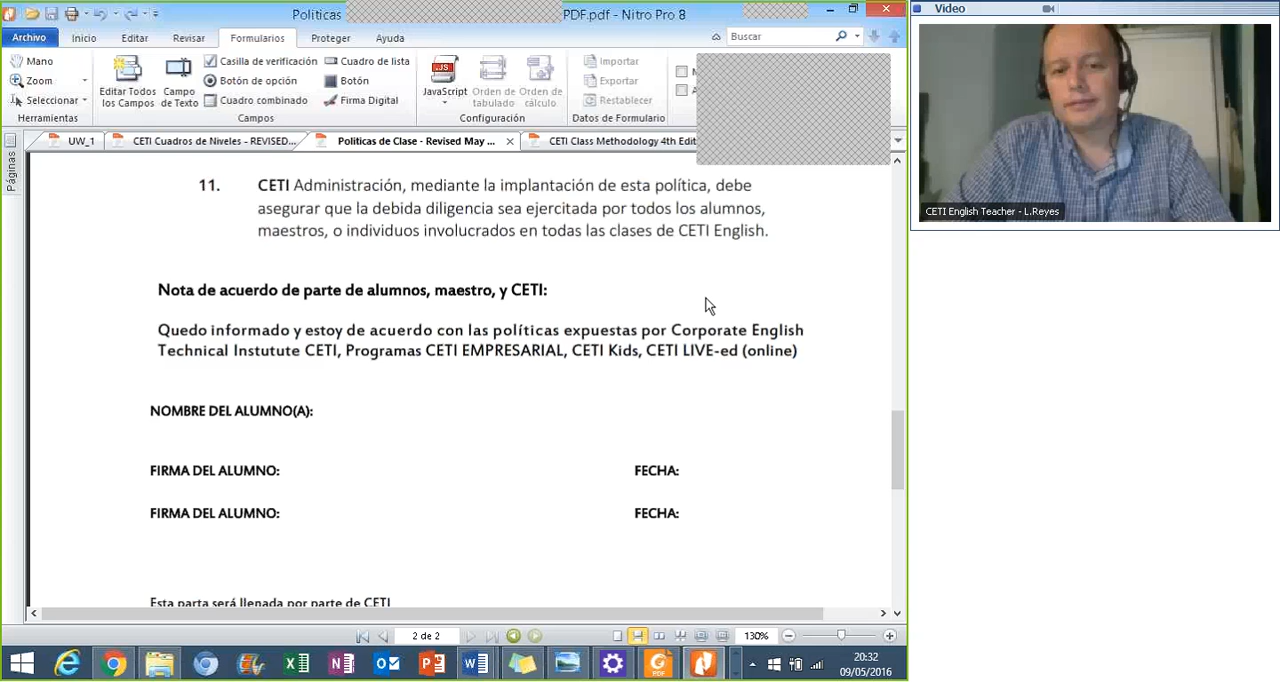 Politicas PDF.pdf - Nitro Pro 8
Archivo Inicio Editar Revisar Formularios Proteger Ayuda Buscar
Mano
Zoom
Seleccionar
Herramientas
Editar Todos los Campos
Campo de Texto
Casilla de verificación
Botón de opción
Cuadro combinado
Cuadro de lista
Botón
Firma Digital
Campos
JavaScript
Orden de tabulado
Orden de cálculo
Configuración
Importar
Exportar
Restablecer
Datos de Formulario
UW_1 CETI Cuadros de Niveles - REVISED... Politicas de Clase - Revised May ... CETI Class Methodology 4th Edit
Páginas
11. CETI Administración, mediante la implantación de esta política, debe
asegurar que la debida diligencia sea ejercitada por todos los alumnos,
maestros, o individuos involucrados en todas las clases de CETI English.
Nota de acuerdo de parte de alumnos, maestro, y CETI:
Quedo informado y estoy de acuerdo con las políticas expuestas por Corporate English
Technical Instutute CETI, Programas CETI EMPRESARIAL, CETI Kids, CETI LIVE-ed (online)
NOMBRE DEL ALUMNO(A):
FIRMA DEL ALUMNO: FECHA:
FIRMA DEL ALUMNO: FECHA:
Esta parta será llenada por parte de CETI
2 de 2 130%
20:32
09/05/2016
Video
CETI English Teacher - L.Reyes